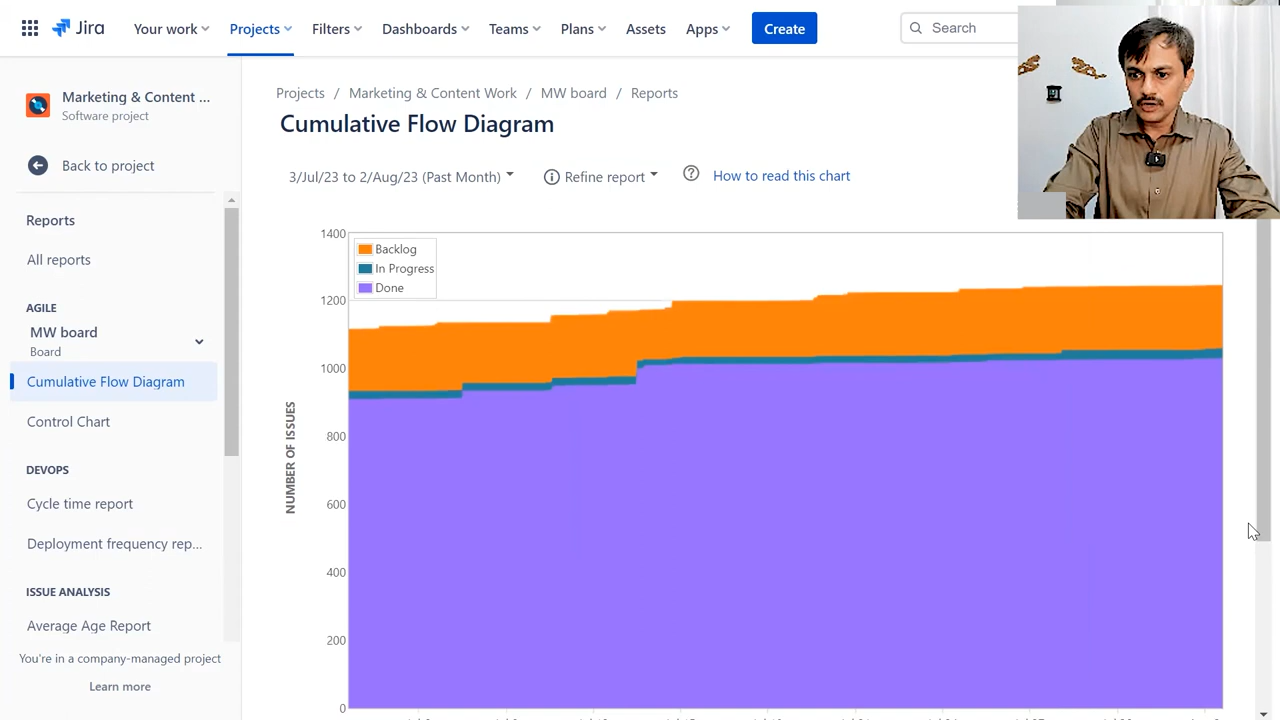 Jira
Your work
Projects
Filters
Dashboards
Teams
Plans
Assets
Apps
Create
Search
Marketing & Content ...
Software project
Back to project
Reports
All reports
AGILE
MW board
Board
Cumulative Flow Diagram
Control Chart
DEVOPS
Cycle time report
Deployment frequency rep...
ISSUE ANALYSIS
Average Age Report
You're in a company-managed project
Learn more
Projects / Marketing & Content Work / MW board / Reports
Cumulative Flow Diagram
3/Jul/23 to 2/Aug/23 (Past Month)
Refine report
How to read this chart
Backlog
In Progress
Done
NUMBER OF ISSUES
1400
1200
1000
800
600
400
200
0